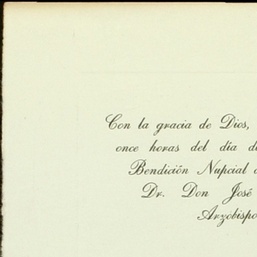 Con la gracia de Dios,
once horas del día d
Bendición Nupcial
Dr. Don José
Arzobispo